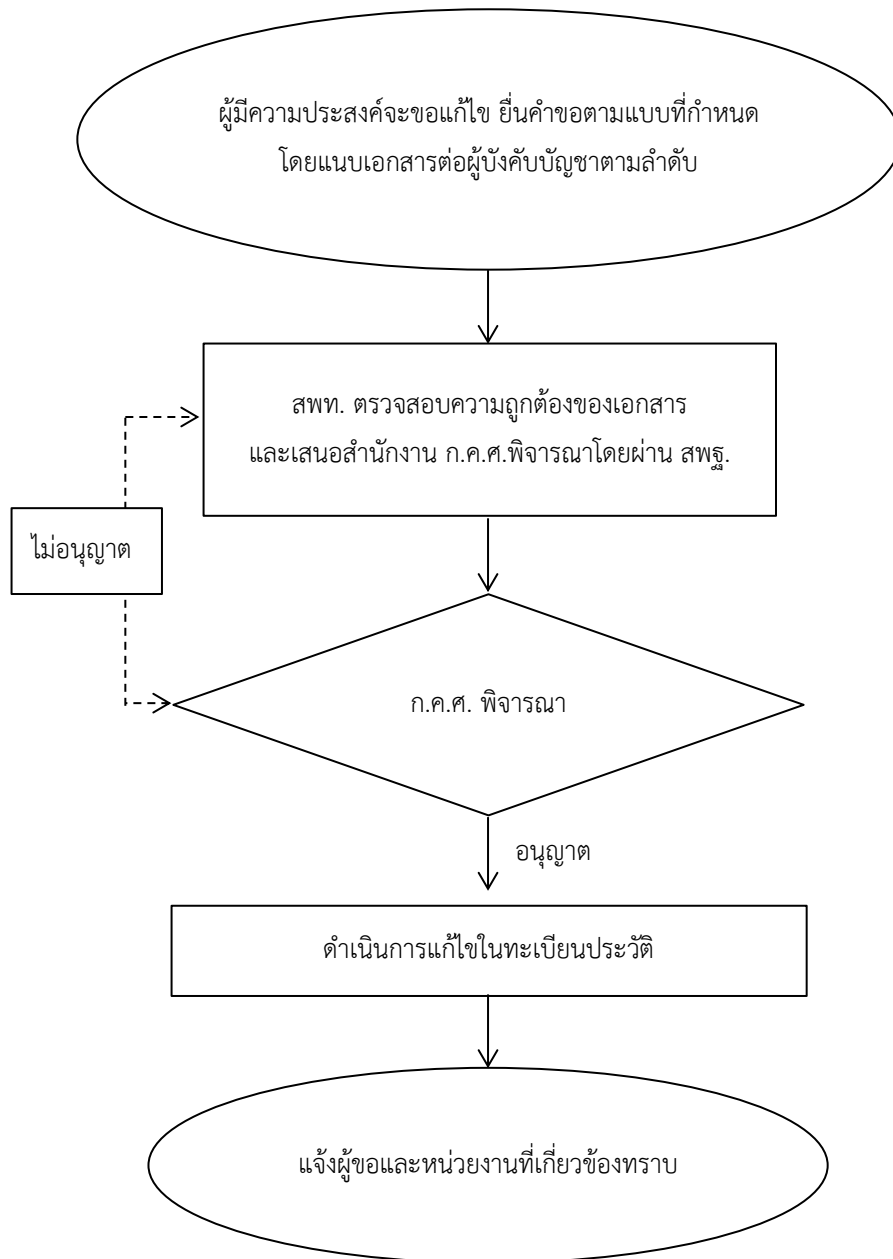 ผู้มีความประสงค์จะขอแก้ไข ยื่นคำขอตามแบบที่กำหนด
โดยแนบเอกสารต่อผู้บังคับบัญชาตามลำดับ
สพท. ตรวจสอบความถูกต้องของเอกสาร
และเสนอสำนักงาน ก.ค.ศ.พิจารณาโดยผ่าน สพฐ.
ไม่อนุญาต
ก.ค.ศ. พิจารณา
อนุญาต
ดำเนินการแก้ไขในทะเบียนประวัติ
แจ้งผู้ขอและหน่วยงานที่เกี่ยวข้องทราบ